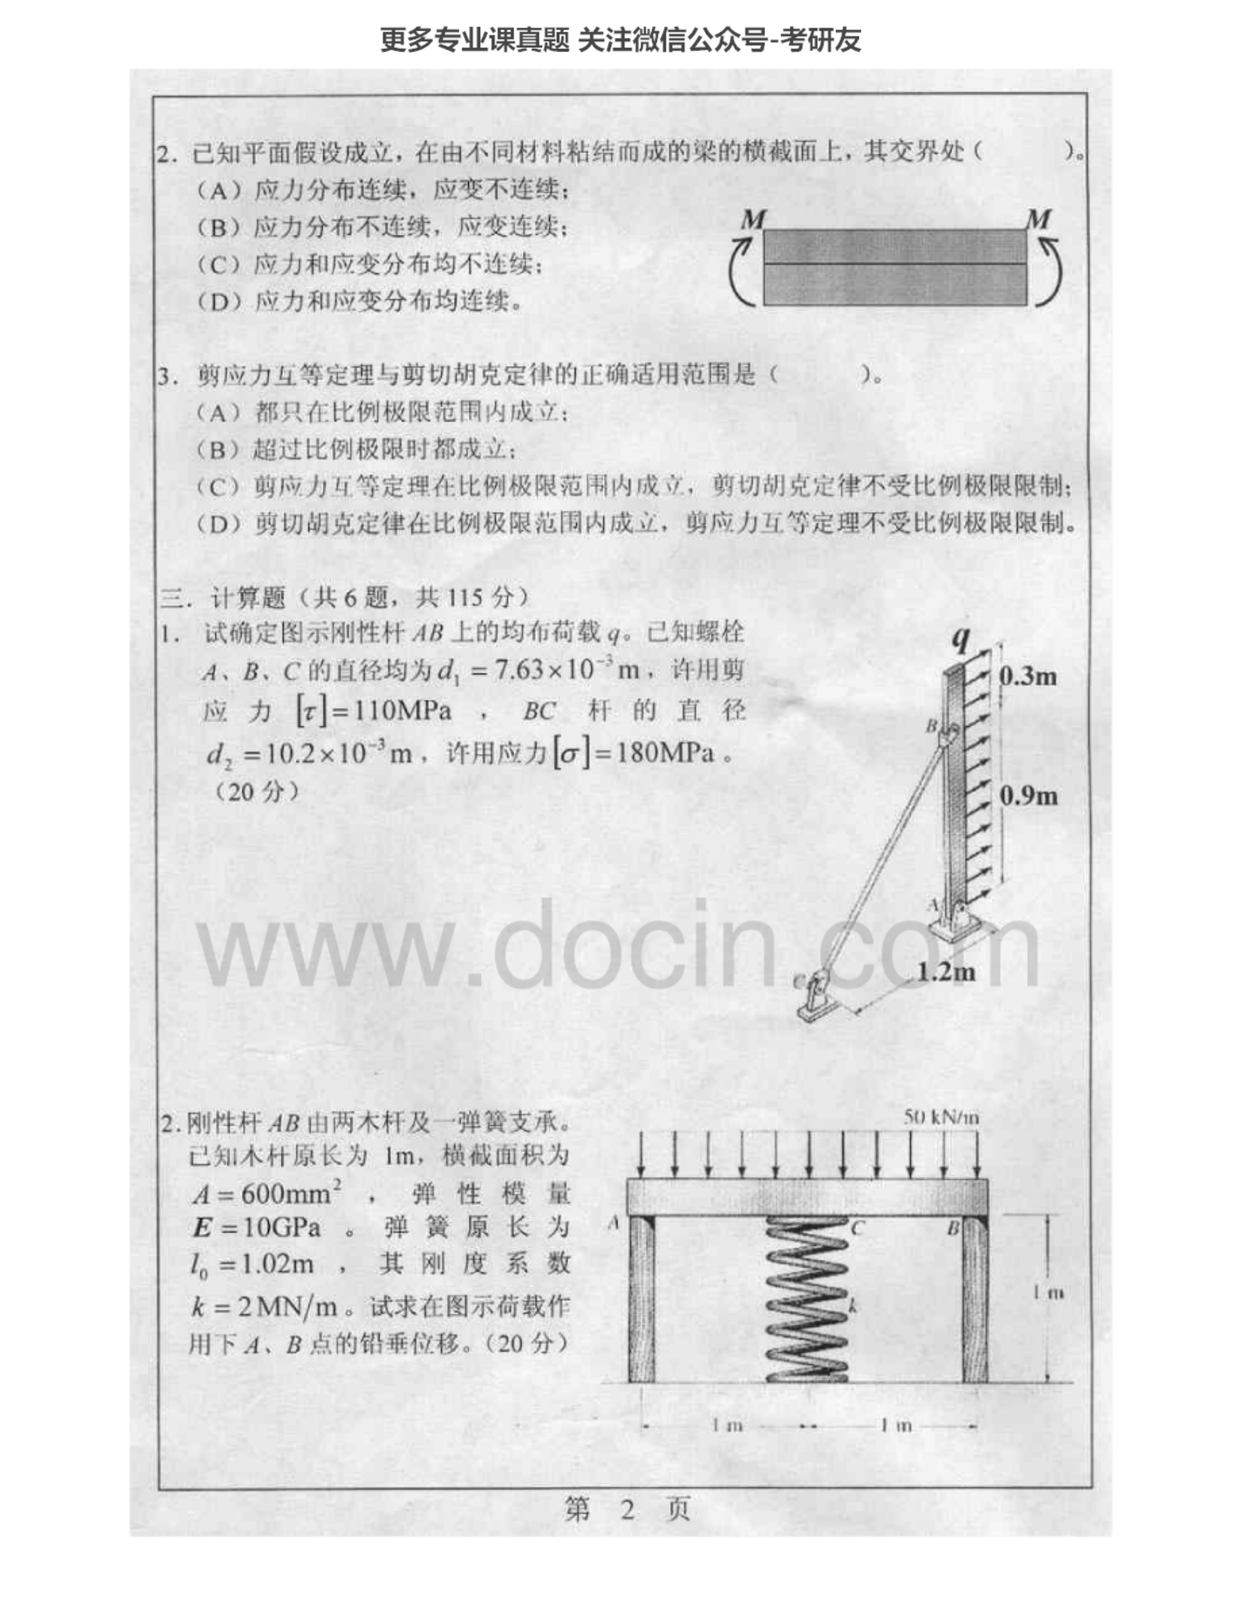 更多专业课真题 关注微信公众号-考研友
2. 已知平面假设成立，在由不同材料粘结而成的梁的横截面上，其交界处（　　）。
（A）应力分布连续，应变不连续；
（B）应力分布不连续，应变连续；
（C）应力和应变分布均不连续；
（D）应力和应变分布均连续。
M M
3. 剪应力互等定理与剪切胡克定律的正确适用范围是（　　）。
（A）都只在比例极限范围内成立；
（B）超过比例极限时都成立；
（C）剪应力互等定理在比例极限范围内成立，剪切胡克定律不受比例极限限制；
（D）剪切胡克定律在比例极限范围内成立，剪应力互等定理不受比例极限限制。
三．计算题（共 6 题，共 115 分）
1. 试确定图示刚性杆 AB 上的均布荷载 q。已知螺栓
A、B、C 的直径均为 d₁ = 7.63×10⁻³ m，许用剪
应力 [τ]=110MPa，BC 杆的直径
d₂ =10.2×10⁻³ m，许用应力 [σ]=180MPa。
（20 分）
q
0.3m
B
0.9m
A
C
1.2m
www.docin.com
2. 刚性杆 AB 由两木杆及一弹簧支承。
已知木杆原长为 1m，横截面积为
A = 600mm²，弹性模量
E =10GPa。弹簧原长为
l₀ =1.02m，其刚度系数
k = 2MN/m。试求在图示荷载作
用下 A、B 点的铅垂位移。（20 分）
50 kN/m
A C B
k
1 m
1 m 1 m
第 2 页